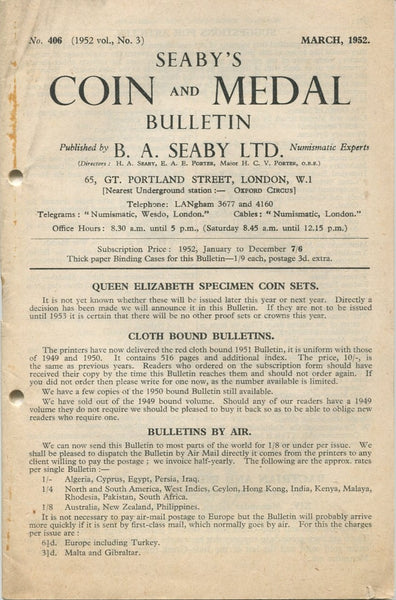 No. 406 (1952 vol., No. 3) MARCH, 1952.
SEABY'S
COIN AND MEDAL
BULLETIN
Published by B. A. SEABY LTD. Numismatic Experts
(Directors: H. A. SEABY, E. A. E. PORTER, Major H. C. V. PORTER, O.B.E.)
65, GT. PORTLAND STREET, LONDON, W.1
[Nearest Underground station:— OXFORD CIRCUS]
Telephone: LANgham 3677 and 4160
Telegrams: "Numismatic, Wesdo, London." Cables: "Numismatic, London."
Office Hours: 8.30 a.m. until 5 p.m., (Saturday 8.45 a.m. until 12.15 p.m.)
Subscription Price: 1952, January to December 7/6
Thick paper Binding Cases for this Bulletin—1/9 each, postage 3d. extra.
QUEEN ELIZABETH SPECIMEN COIN SETS.
It is not yet known whether these will be issued later this year or next year. Directly a
decision has been made we will announce it in this Bulletin. If they are not to be issued
until 1953 it is certain that there will be no other proof sets or crowns this year.
CLOTH BOUND BULLETINS.
The printers have now delivered the red cloth bound 1951 Bulletin, it is uniform with those
of 1949 and 1950. It contains 516 pages and additional index. The price, 10/-, is
the same as previous years. Readers who ordered on the subscription form should have
received their copy by the time this Bulletin reaches them and should not order again. If
you did not order then please write for one now, as the number available is limited.
We have a few copies of the 1950 bound Bulletin still available.
We have sold out of the 1949 bound volume. Should any of our readers have a 1949
volume they do not require we should be pleased to buy it back so as to be able to oblige new
readers who require one.
BULLETINS BY AIR.
We can now send this Bulletin to most parts of the world for 1/8 or under per issue. We
shall be pleased to dispatch the Bulletin by Air Mail directly it comes from the printers to any
client willing to pay the postage; we invoice half-yearly. The following are the approx. rates
per single Bulletin:—
1/- Algeria, Cyprus, Egypt, Persia, Iraq.
1/4 North and South America, West Indies, Ceylon, Hong Kong, India, Kenya, Malaya,
Rhodesia, Pakistan, South Africa.
1/8 Australia, New Zealand, Philippines.
It is not necessary to pay air-mail postage to Europe but the Bulletin will probably arrive
more quickly if it is sent by first-class mail, which normally goes by air. For this the charges
per issue are:
6½d. Europe including Turkey.
3½d. Malta and Gibraltar.